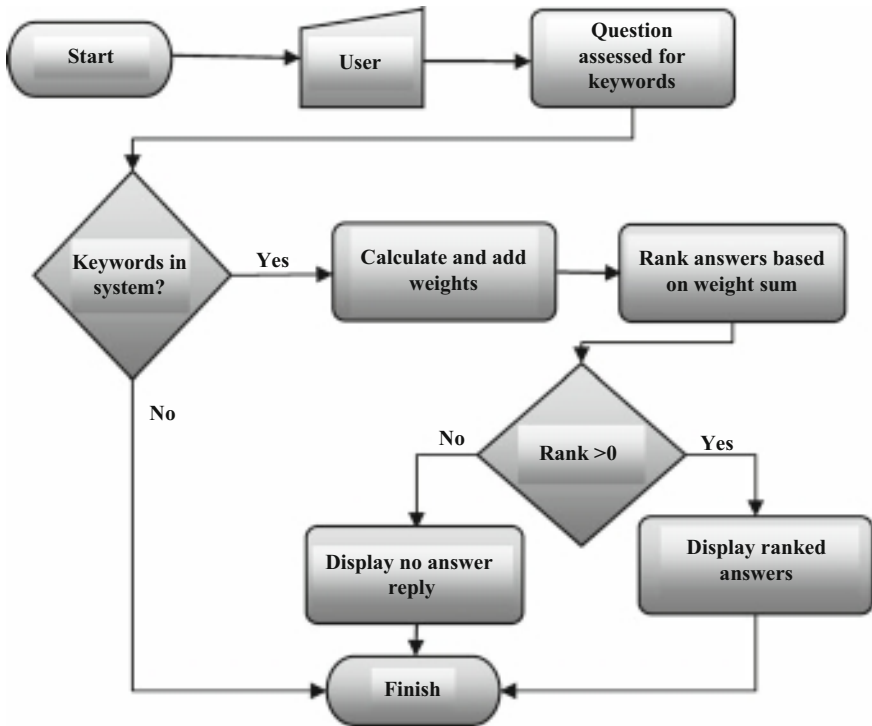 Start
User
Question
assessed for
keywords
Keywords in
system?
Yes
Calculate and add
weights
Rank answers based
on weight sum
No
No
Rank >0
Yes
Display no answer
reply
Display ranked
answers
Finish